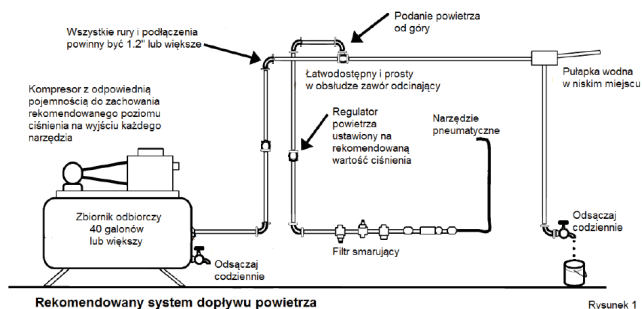 Podanie powietrza
od góry
Wszystkie rury i podłączenia
powinny być 1.2" lub większe
Łatwodostępny i prosty
w obsłudze zawór odcinający
Pułapka wodna
w niskim miejscu
Kompresor z odpowiednią
pojemnością do zachowania
rekomendowanego poziomu
ciśnienia na wyjściu każdego
narzędzia
Regulator
powietrza
ustawiony na
rekomendowaną
wartość ciśnienia
Narzędzie
pneumatyczne
Zbiornik odbiorczy
40 galonów
lub większy
Odsączaj
codziennie
Filtr smarujący
Odsączaj
codziennie
Rekomendowany system dopływu powietrza
Rysunek 1